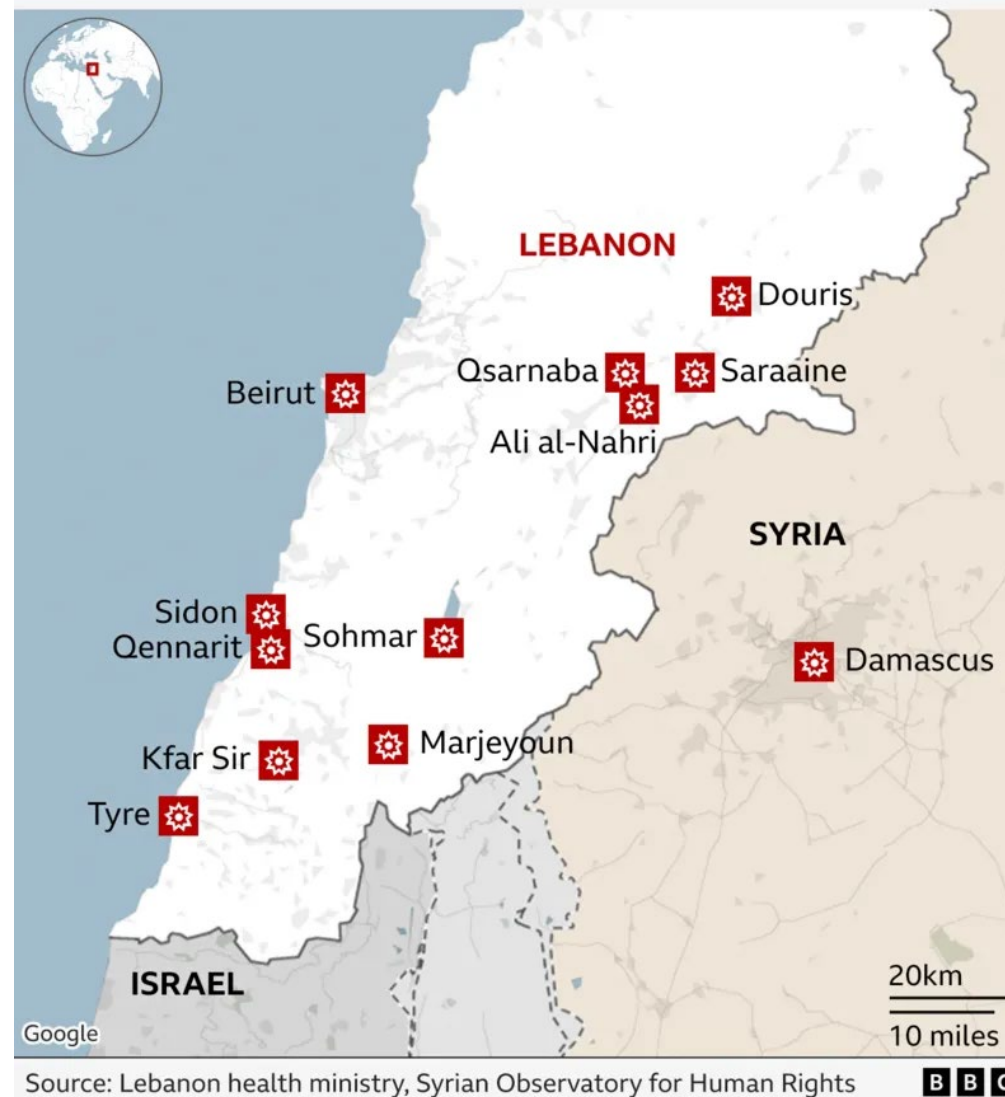 LEBANON
Douris
Qsarnaba
Saraaine
Beirut
Ali al-Nahri
SYRIA
Sidon
Sohmar
Qennarit
Damascus
Marjeyoun
Kfar Sir
Tyre
ISRAEL
20km
Google
10 miles
Source: Lebanon health ministry, Syrian Observatory for Human Rights
BBC